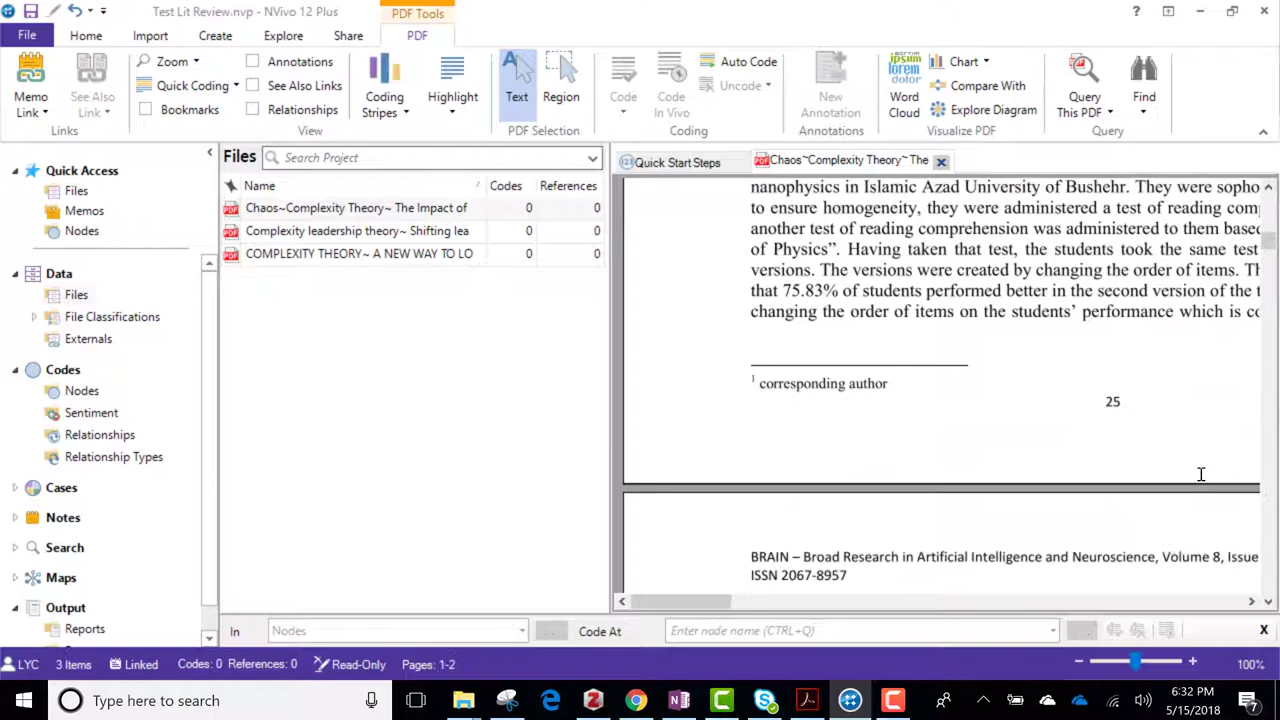 Test Lit Review.nvp - NVivo 12 Plus
PDF Tools
File
Home
Import
Create
Explore
Share
PDF
Memo Link
See Also Link
Links
Zoom
Quick Coding
Bookmarks
Annotations
See Also Links
Relationships
View
Coding Stripes
Highlight
Text
Region
PDF Selection
Code
Code In Vivo
Auto Code
Uncode
Coding
New Annotation
Annotations
Word Cloud
Chart
Compare With
Explore Diagram
Visualize PDF
Query This PDF
Find
Query
Quick Access
Files
Memos
Nodes
Data
Files
File Classifications
Externals
Codes
Nodes
Sentiment
Relationships
Relationship Types
Cases
Notes
Search
Maps
Output
Reports
Files
Search Project
Name Codes References
Chaos~Complexity Theory~ The Impact of 0 0
Complexity leadership theory~ Shifting lea 0 0
COMPLEXITY THEORY~ A NEW WAY TO LO 0 0
Quick Start Steps
Chaos~Complexity Theory~ The
nanophysics in Islamic Azad University of Bushehr. They were sopho
to ensure homogeneity, they were administered a test of reading com
another test of reading comprehension was administered to them based
of Physics”. Having taken that test, the students took the same test
versions. The versions were created by changing the order of items. Th
that 75.83% of students performed better in the second version of the t
changing the order of items on the students’ performance which is co
1 corresponding author
25
BRAIN – Broad Research in Artificial Intelligence and Neuroscience, Volume 8, Issue
ISSN 2067-8957
In
Nodes
Code At
Enter node name (CTRL+Q)
LYC
3 Items
Linked
Codes: 0
References: 0
Read-Only
Pages: 1-2
100%
Type here to search
6:32 PM
5/15/2018
7